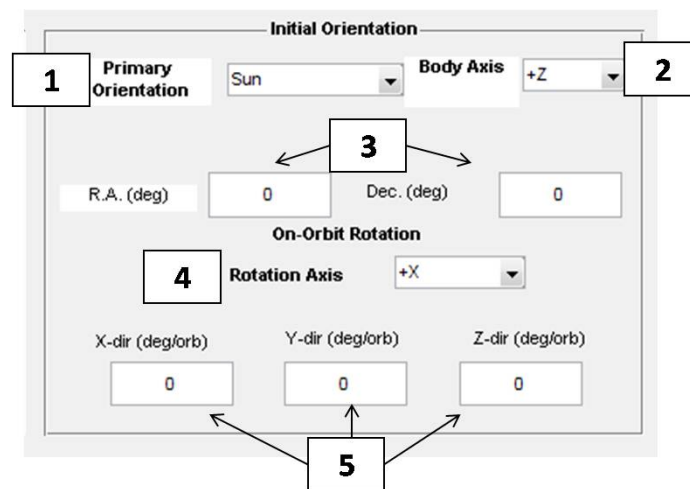 Initial Orientation
1
Primary
Orientation
Sun
Body Axis
+Z
2
3
R.A. (deg)
0
Dec. (deg)
0
On-Orbit Rotation
4
Rotation Axis
+X
X-dir (deg/orb)
Y-dir (deg/orb)
Z-dir (deg/orb)
0
0
0
5